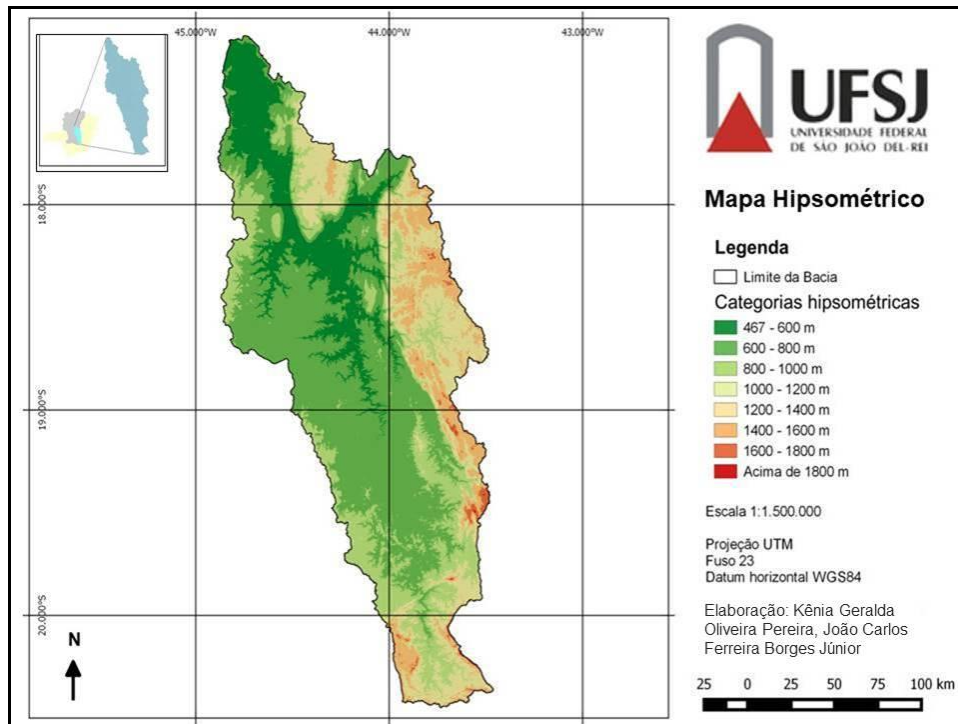 45.000°W
44.000°W
43.000°W
18.000°S
19.000°S
20.000°S
N
UFSJ
UNIVERSIDADE FEDERAL
DE SÃO JOÃO DEL-REI
Mapa Hipsométrico
Legenda
Limite da Bacia
Categorias hipsométricas
467 - 600 m
600 - 800 m
800 - 1000 m
1000 - 1200 m
1200 - 1400 m
1400 - 1600 m
1600 - 1800 m
Acima de 1800 m
Escala 1:1.500.000
Projeção UTM
Fuso 23
Datum horizontal WGS84
Elaboração: Kênia Geralda
Oliveira Pereira, João Carlos
Ferreira Borges Júnior
25 0 25 50 75 100 km